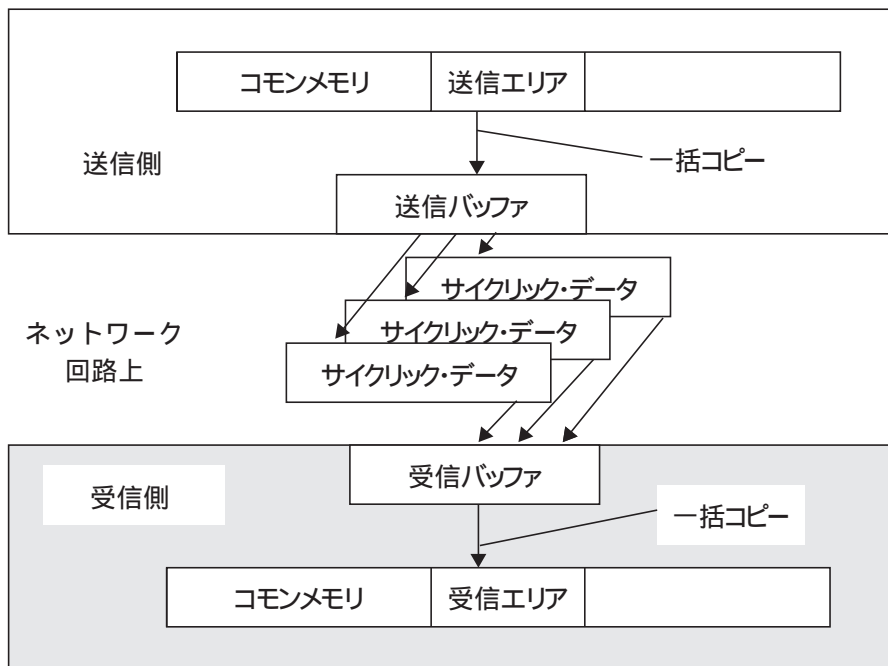 コモンメモリ
送信エリア
送信側
一括コピー
送信バッファ
サイクリック・データ
ネットワーク
回路上
サイクリック・データ
サイクリック・データ
受信バッファ
受信側
一括コピー
コモンメモリ
受信エリア